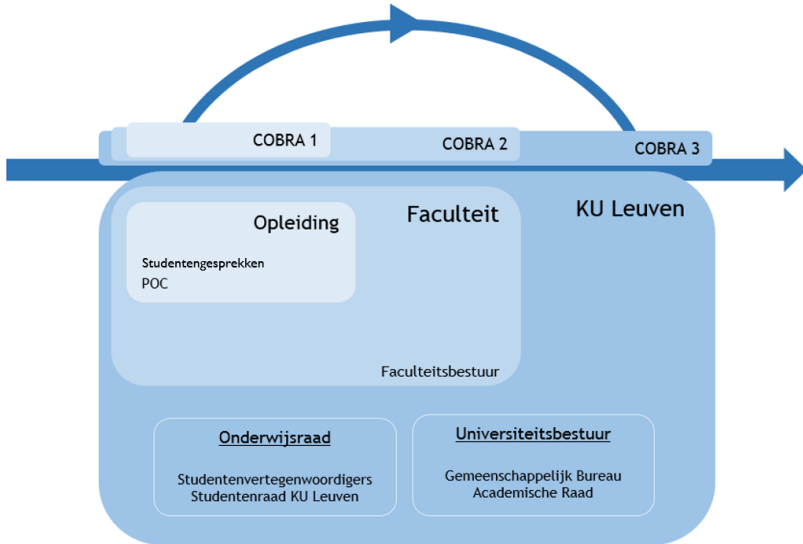 COBRA 1
COBRA 2
COBRA 3
Opleiding
Faculteit
KU Leuven
Studentengesprekken
POC
Faculteitsbestuur
Onderwijsraad
Studentenvertegenwoordigers
Studentenraad KU Leuven
Universiteitsbestuur
Gemeenschappelijk Bureau
Academische Raad